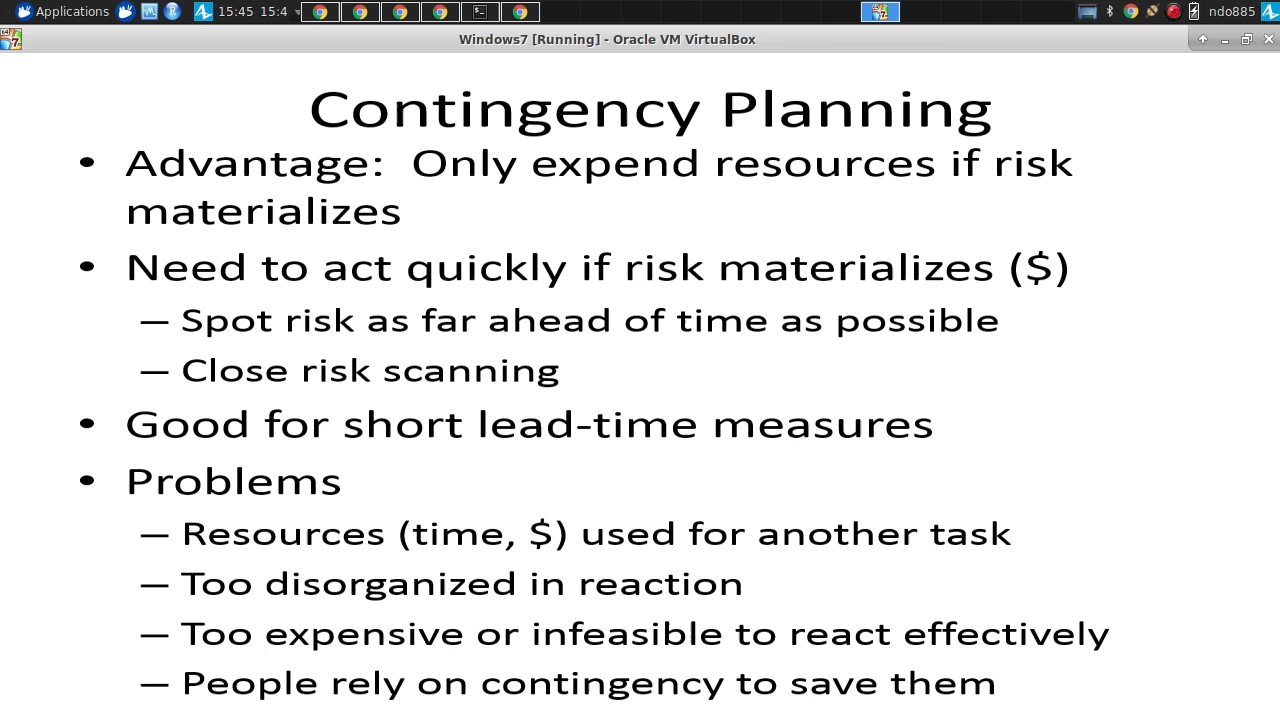 Applications 15:45 15:4 ndo885
Windows7 [Running] - Oracle VM VirtualBox
Contingency Planning
• Advantage: Only expend resources if risk
materializes
• Need to act quickly if risk materializes ($)
– Spot risk as far ahead of time as possible
– Close risk scanning
• Good for short lead-time measures
• Problems
– Resources (time, $) used for another task
– Too disorganized in reaction
– Too expensive or infeasible to react effectively
– People rely on contingency to save them